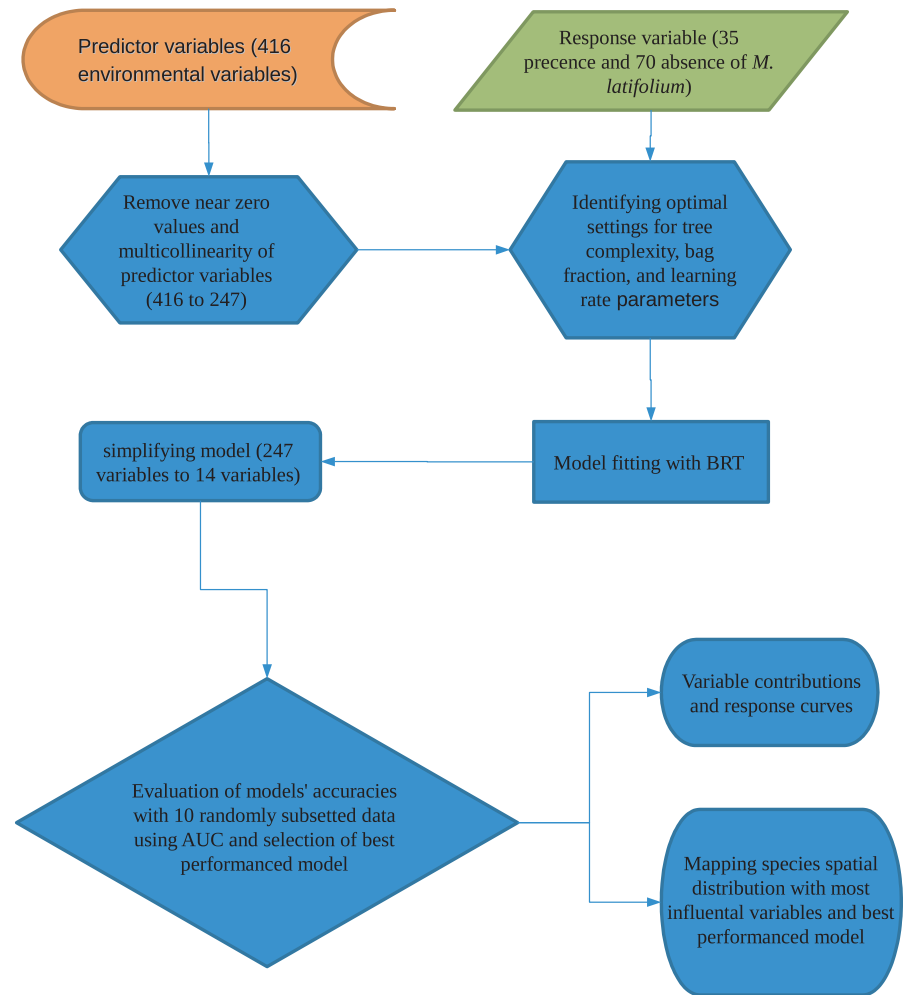 Predictor variables (416
environmental variables)
Response variable (35
precence and 70 absence of M.
latifolium)
Remove near zero
values and
multicollinearity of
predictor variables
(416 to 247)
Identifying optimal
settings for tree
complexity, bag
fraction, and learning
rate parameters
simplifying model (247
variables to 14 variables)
Model fitting with BRT
Variable contributions
and response curves
Evaluation of models' accuracies
with 10 randomly subsetted data
using AUC and selection of best
performanced model
Mapping species spatial
distribution with most
influental variables and best
performanced model